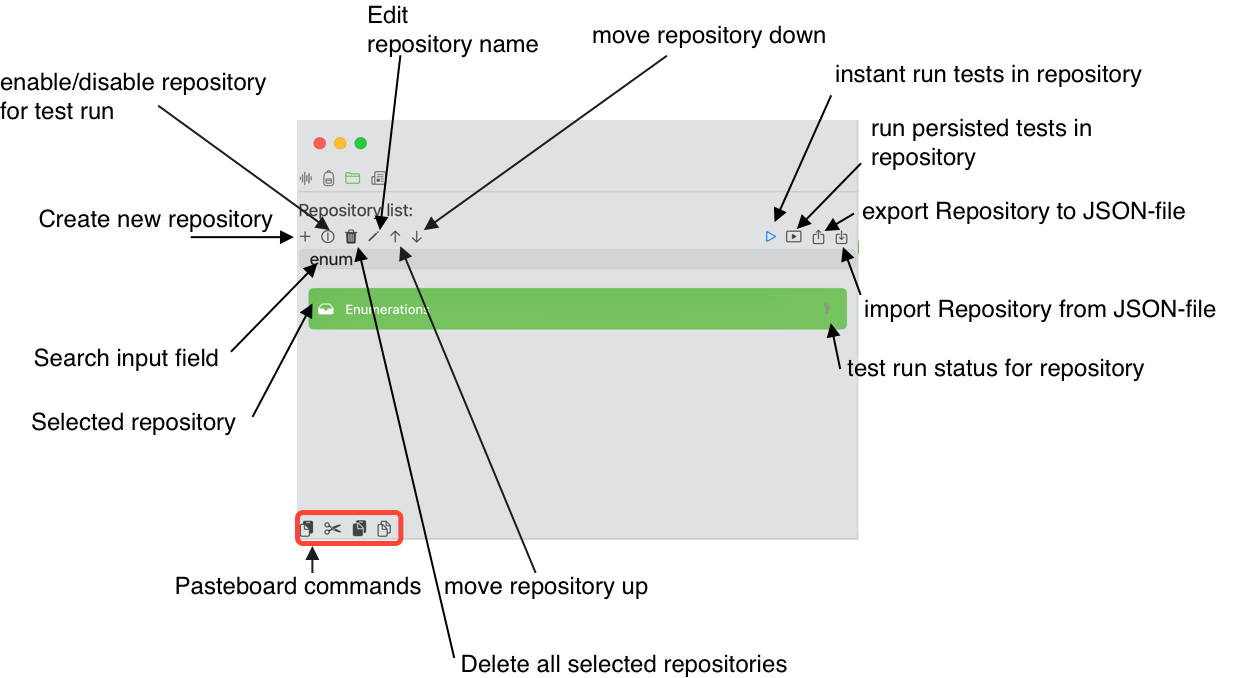 Edit
repository name
move repository down
enable/disable repository
for test run
instant run tests in repository
run persisted tests in
repository
Create new repository
Repository list:
export Repository to JSON-file
enum
Enumerations
import Repository from JSON-file
Search input field
test run status for repository
Selected repository
Pasteboard commands
move repository up
Delete all selected repositories